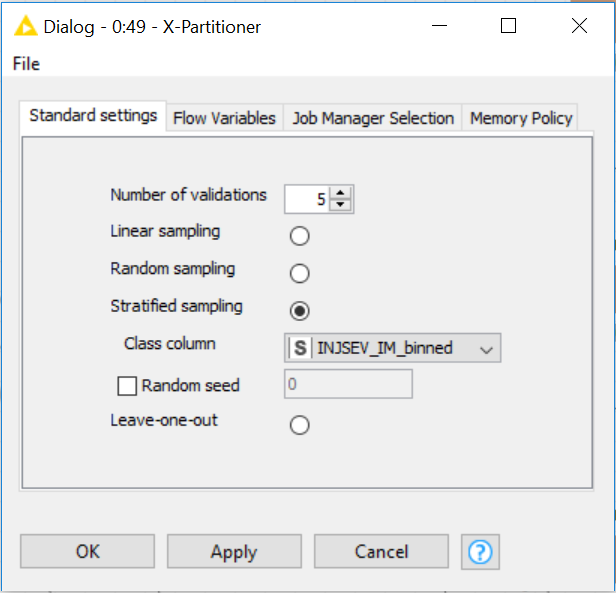 Dialog - 0:49 - X-Partitioner
File
Standard settings Flow Variables Job Manager Selection Memory Policy
Number of validations 5
Linear sampling
Random sampling
Stratified sampling
Class column S INJSEV_IM_binned
Random seed 0
Leave-one-out
OK Apply Cancel ?